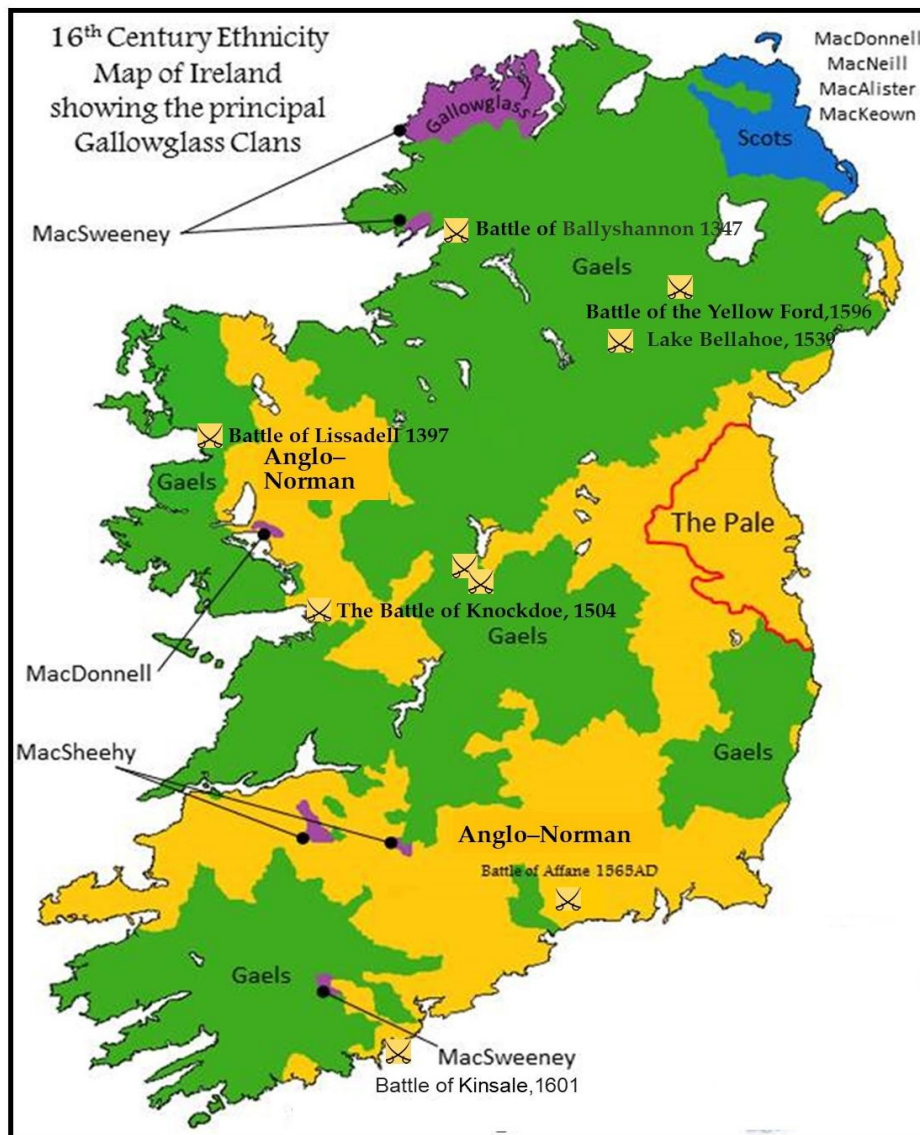 16th Century Ethnicity
Map of Ireland
showing the principal
Gallowglass Clans
MacDonnell
MacNeill
MacAlister
MacKeown
Gallowglass
Scots
MacSweeney
Battle of Ballyshannon 1347
Gaels
Battle of the Yellow Ford,1596
Lake Bellahoe, 1539
Battle of Lissadell 1397
Anglo–
Norman
Gaels
The Pale
The Battle of Knockdoe, 1504
Gaels
MacDonnell
MacSheehy
Gaels
Anglo–Norman
Battle of Affane 1565AD
Gaels
MacSweeney
Battle of Kinsale,1601